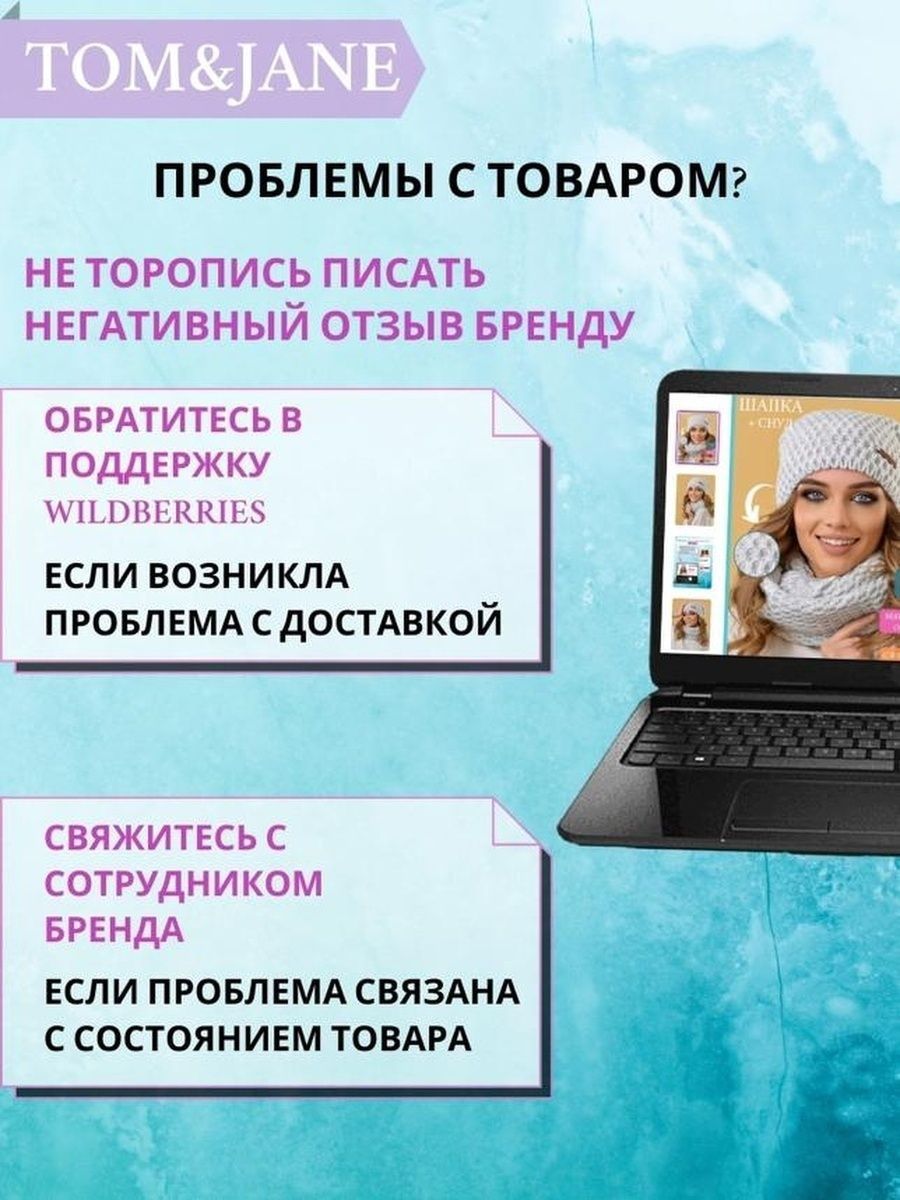 TOM&JANE
ПРОБЛЕМЫ С ТОВАРОМ?
НЕ ТОРОПИСЬ ПИСАТЬ
НЕГАТИВНЫЙ ОТЗЫВ БРЕНДУ
ОБРАТИТЕСЬ В
ПОДДЕРЖКУ
WILDBERRIES
ЕСЛИ ВОЗНИКЛА
ПРОБЛЕМА С ДОСТАВКОЙ
ШАПКА
СВЯЖИТЕСЬ С
СОТРУДНИКОМ
БРЕНДА
ЕСЛИ ПРОБЛЕМА СВЯЗАНА
С СОСТОЯНИЕМ ТОВАРА